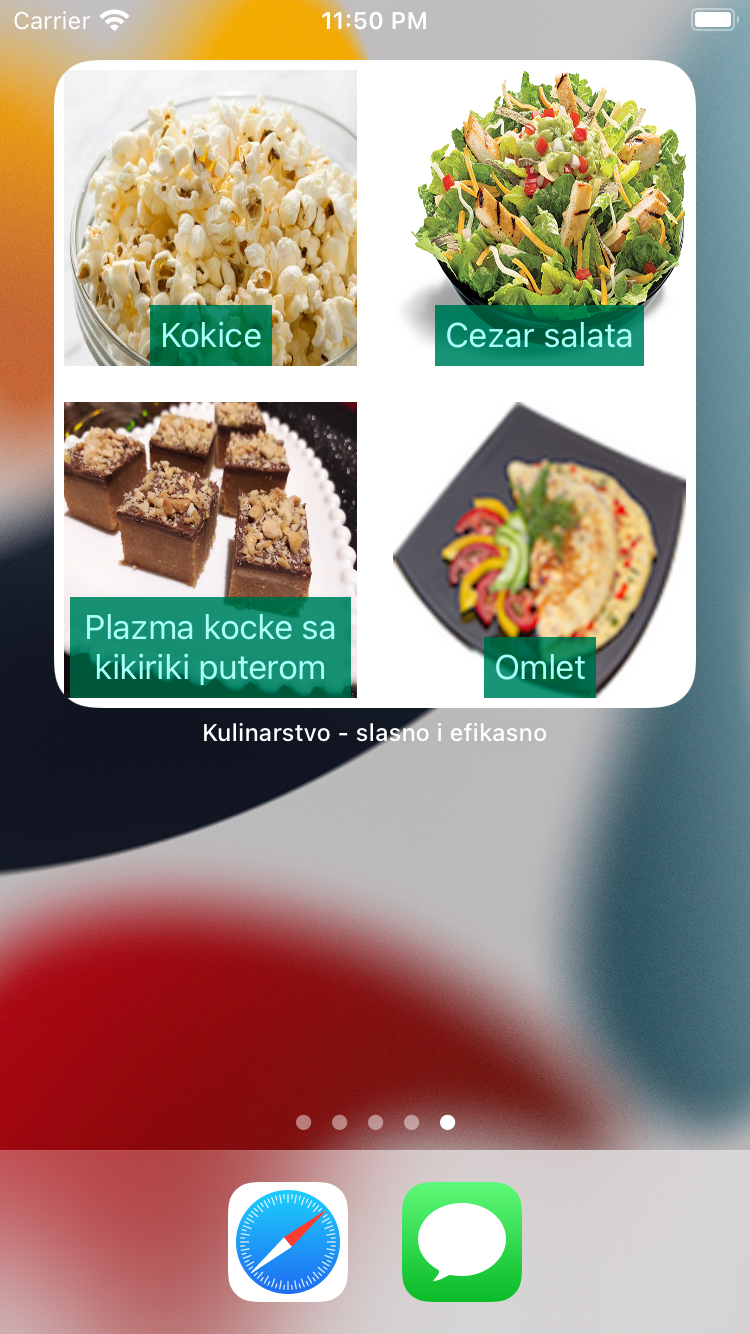 Carrier 11:50 PM
Kokice
Cezar salata
Plazma kocke sa
kikiriki puterom
Omlet
Kulinarstvo - slasno i efikasno